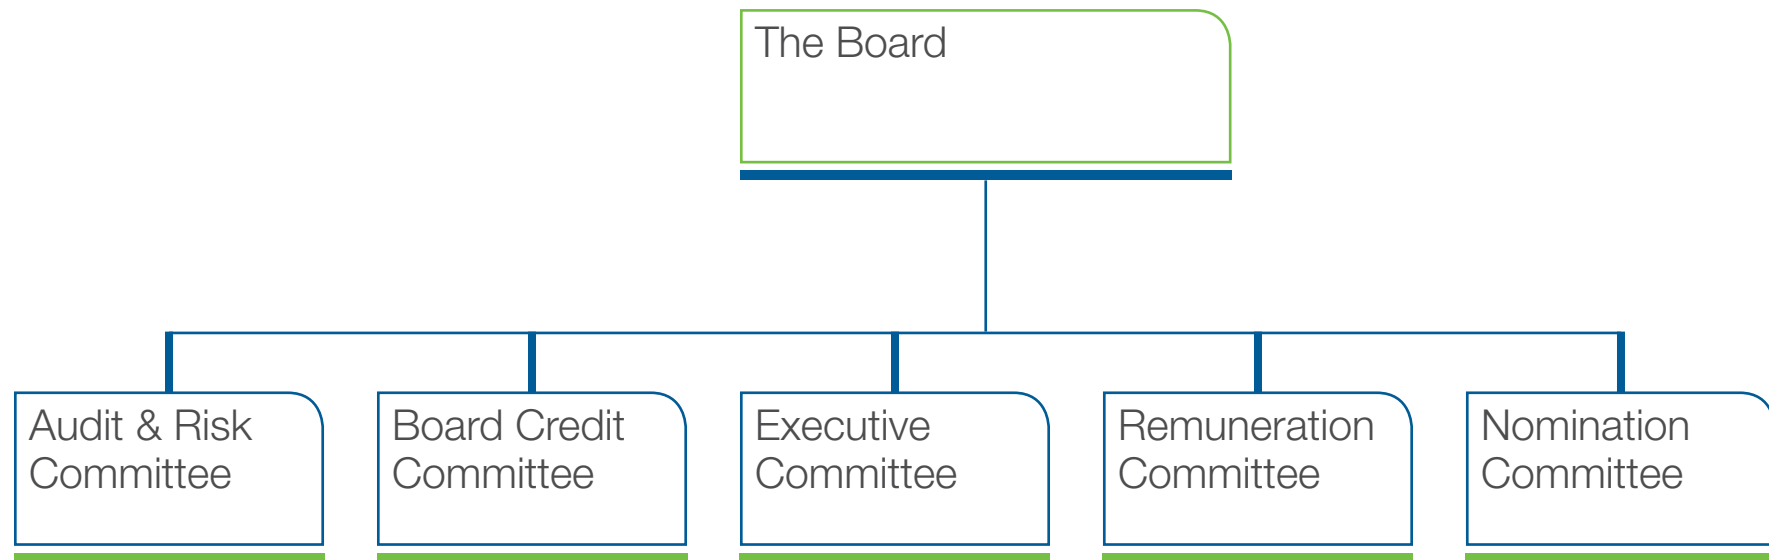 The Board
Audit & Risk
Committee
Board Credit
Committee
Executive
Committee
Remuneration
Committee
Nomination
Committee